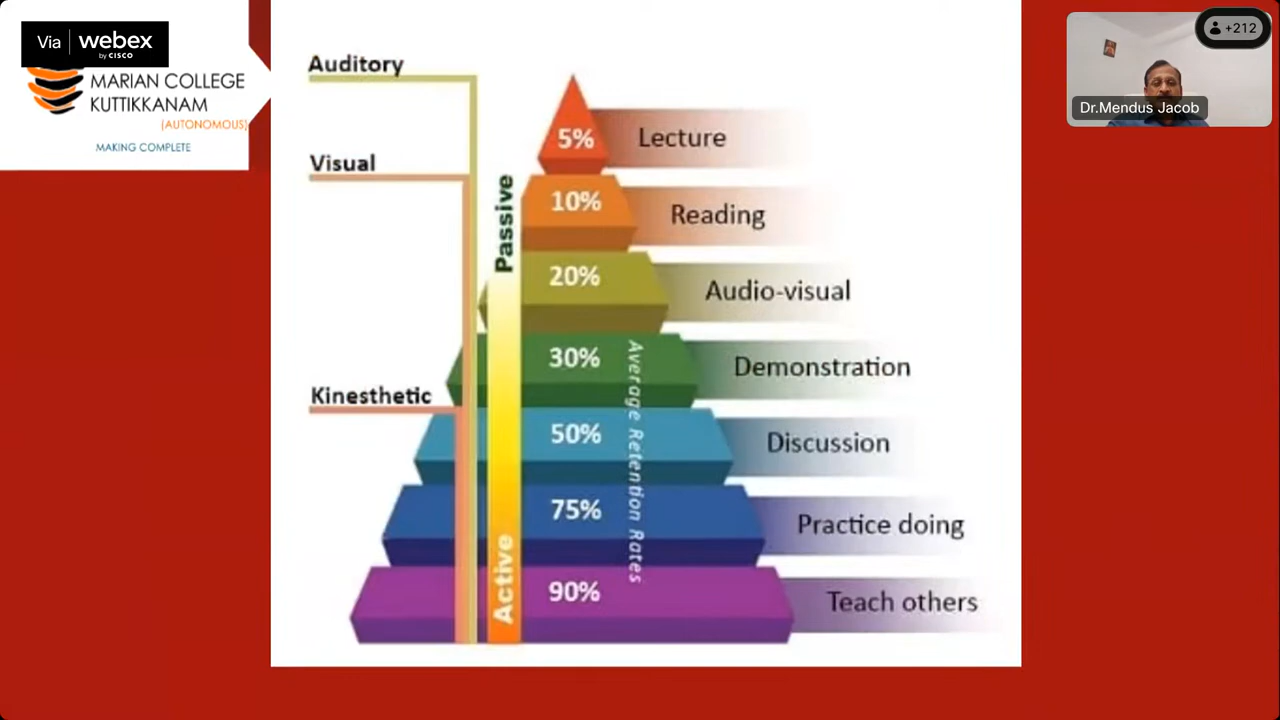 Via webex
by CISCO
MARIAN COLLEGE
KUTTIKKANAM
(AUTONOMOUS)
MAKING COMPLETE
+212
Dr.Mendus Jacob
Auditory
Visual
Kinesthetic
Passive
Active
5% Lecture
10% Reading
20% Audio-visual
30% Demonstration
50% Discussion
75% Practice doing
90% Teach others
Average Retention Rates